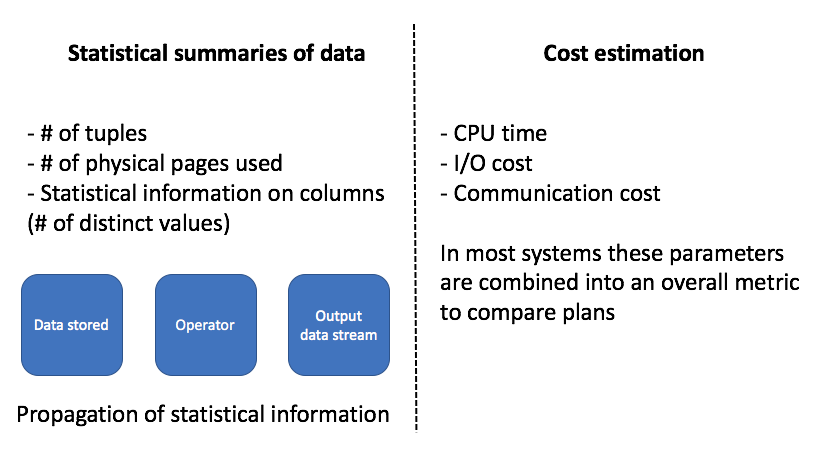 Statistical summaries of data
- # of tuples
- # of physical pages used
- Statistical information on columns
(# of distinct values)
Data stored
Operator
Output
data stream
Propagation of statistical information
Cost estimation
- CPU time
- I/O cost
- Communication cost
In most systems these parameters
are combined into an overall metric
to compare plans